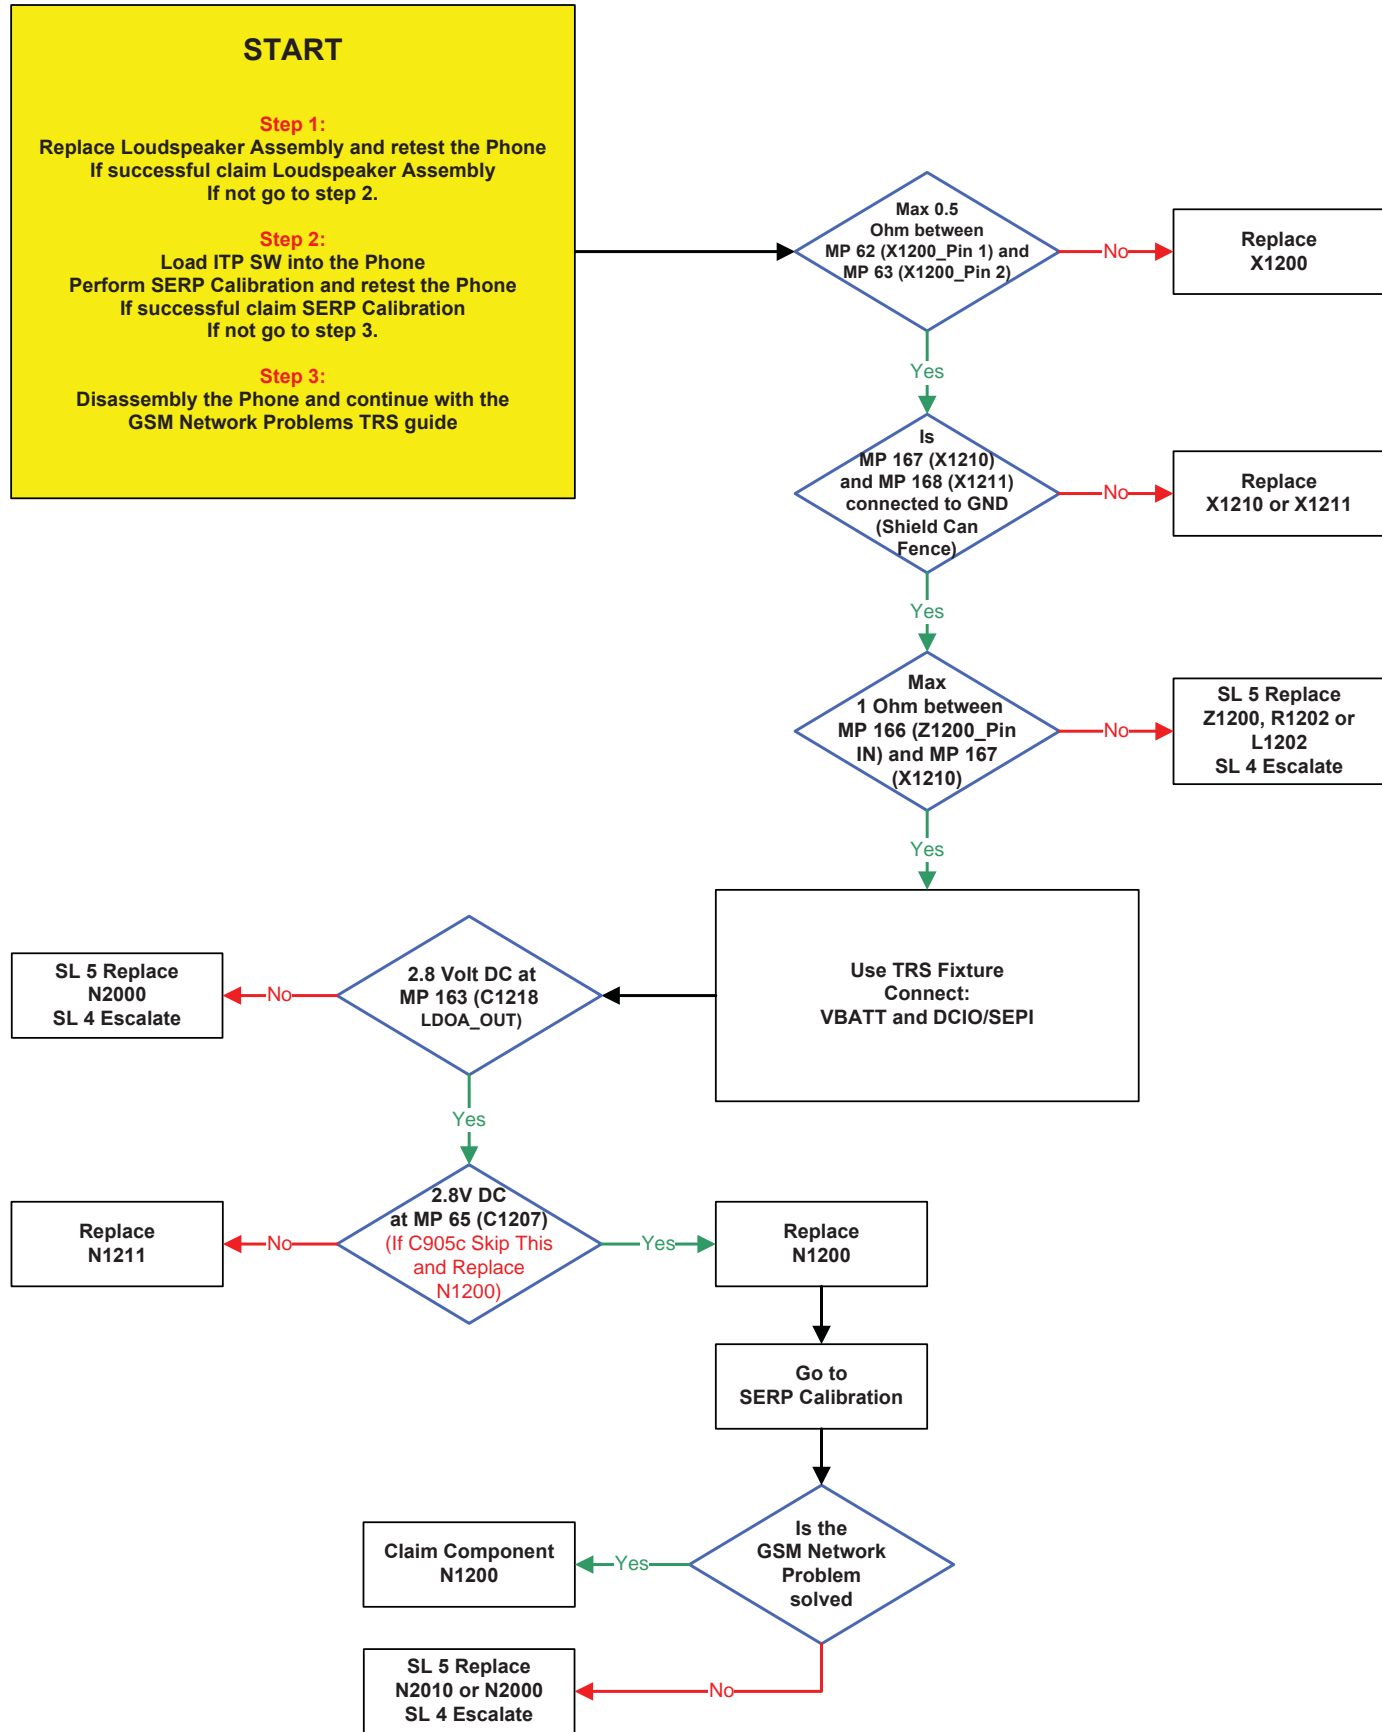 START
Step 1:
Replace Loudspeaker Assembly and retest the Phone
If successful claim Loudspeaker Assembly
If not go to step 2.
Step 2:
Load ITP SW into the Phone
Perform SERP Calibration and retest the Phone
If successful claim SERP Calibration
If not go to step 3.
Step 3:
Disassembly the Phone and continue with the
GSM Network Problems TRS guide
Max 0.5
Ohm between
MP 62 (X1200_Pin 1) and
MP 63 (X1200_Pin 2)
No
Replace
X1200
Yes
Is
MP 167 (X1210)
and MP 168 (X1211)
connected to GND
(Shield Can
Fence)
No
Replace
X1210 or X1211
Yes
Max
1 Ohm between
MP 166 (Z1200_Pin
IN) and MP 167
(X1210)
No
SL 5 Replace
Z1200, R1202 or
L1202
SL 4 Escalate
Yes
Use TRS Fixture
Connect:
VBATT and DCIO/SEPI
2.8 Volt DC at
MP 163 (C1218
LDOA_OUT)
No
SL 5 Replace
N2000
SL 4 Escalate
Yes
2.8V DC
at MP 65 (C1207)
(If C905c Skip This
and Replace
N1200)
No
Replace
N1211
Yes
Replace
N1200
Go to
SERP Calibration
Is the
GSM Network
Problem
solved
Yes
Claim Component
N1200
No
SL 5 Replace
N2010 or N2000
SL 4 Escalate